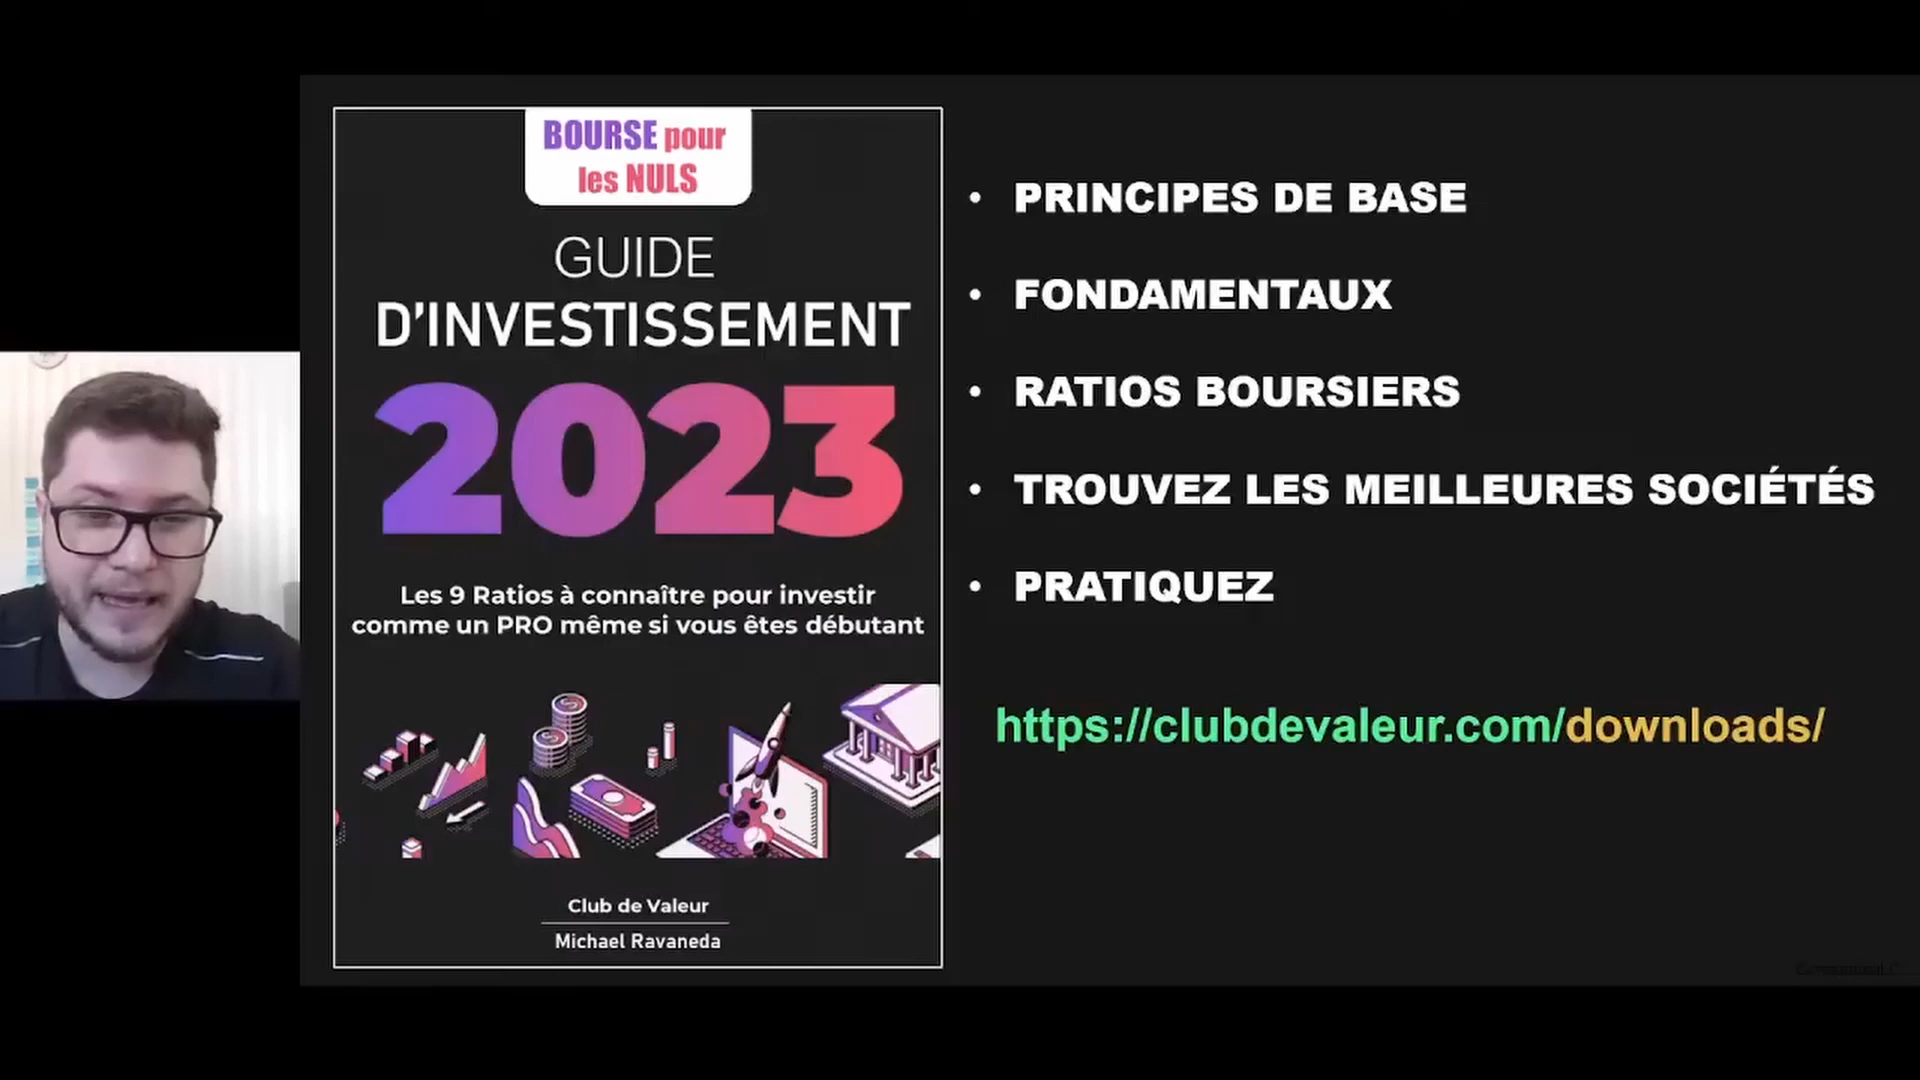 BOURSE pour
les NULS
GUIDE
D'INVESTISSEMENT
2023
Les 9 Ratios à connaître pour investir
comme un PRO même si vous êtes débutant
Club de Valeur
Michael Ravaneda
• PRINCIPES DE BASE
• FONDAMENTAUX
• RATIOS BOURSIERS
• TROUVEZ LES MEILLEURES SOCIÉTÉS
• PRATIQUEZ
https://clubdevaleur.com/downloads/